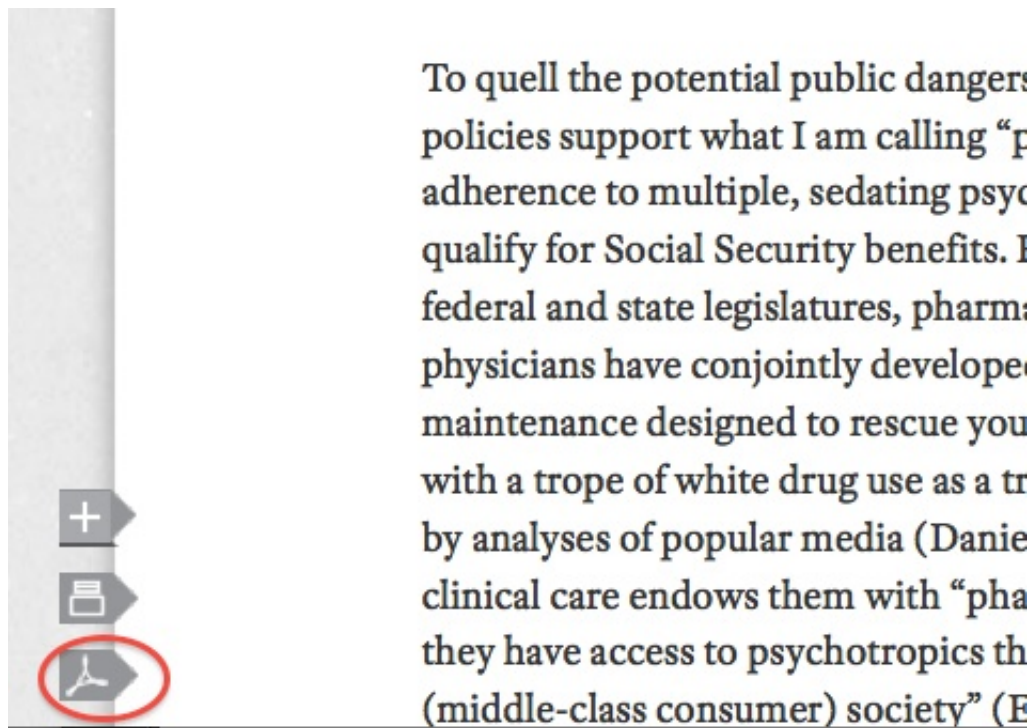 To quell the potential public dangers
policies support what I am calling “p
adherence to multiple, sedating psyc
qualify for Social Security benefits. E
federal and state legislatures, pharma
physicians have conjointly developed
maintenance designed to rescue you
with a trope of white drug use as a tr
by analyses of popular media (Danie
clinical care endows them with “pha
they have access to psychotropics th
(middle-class consumer) society” (E